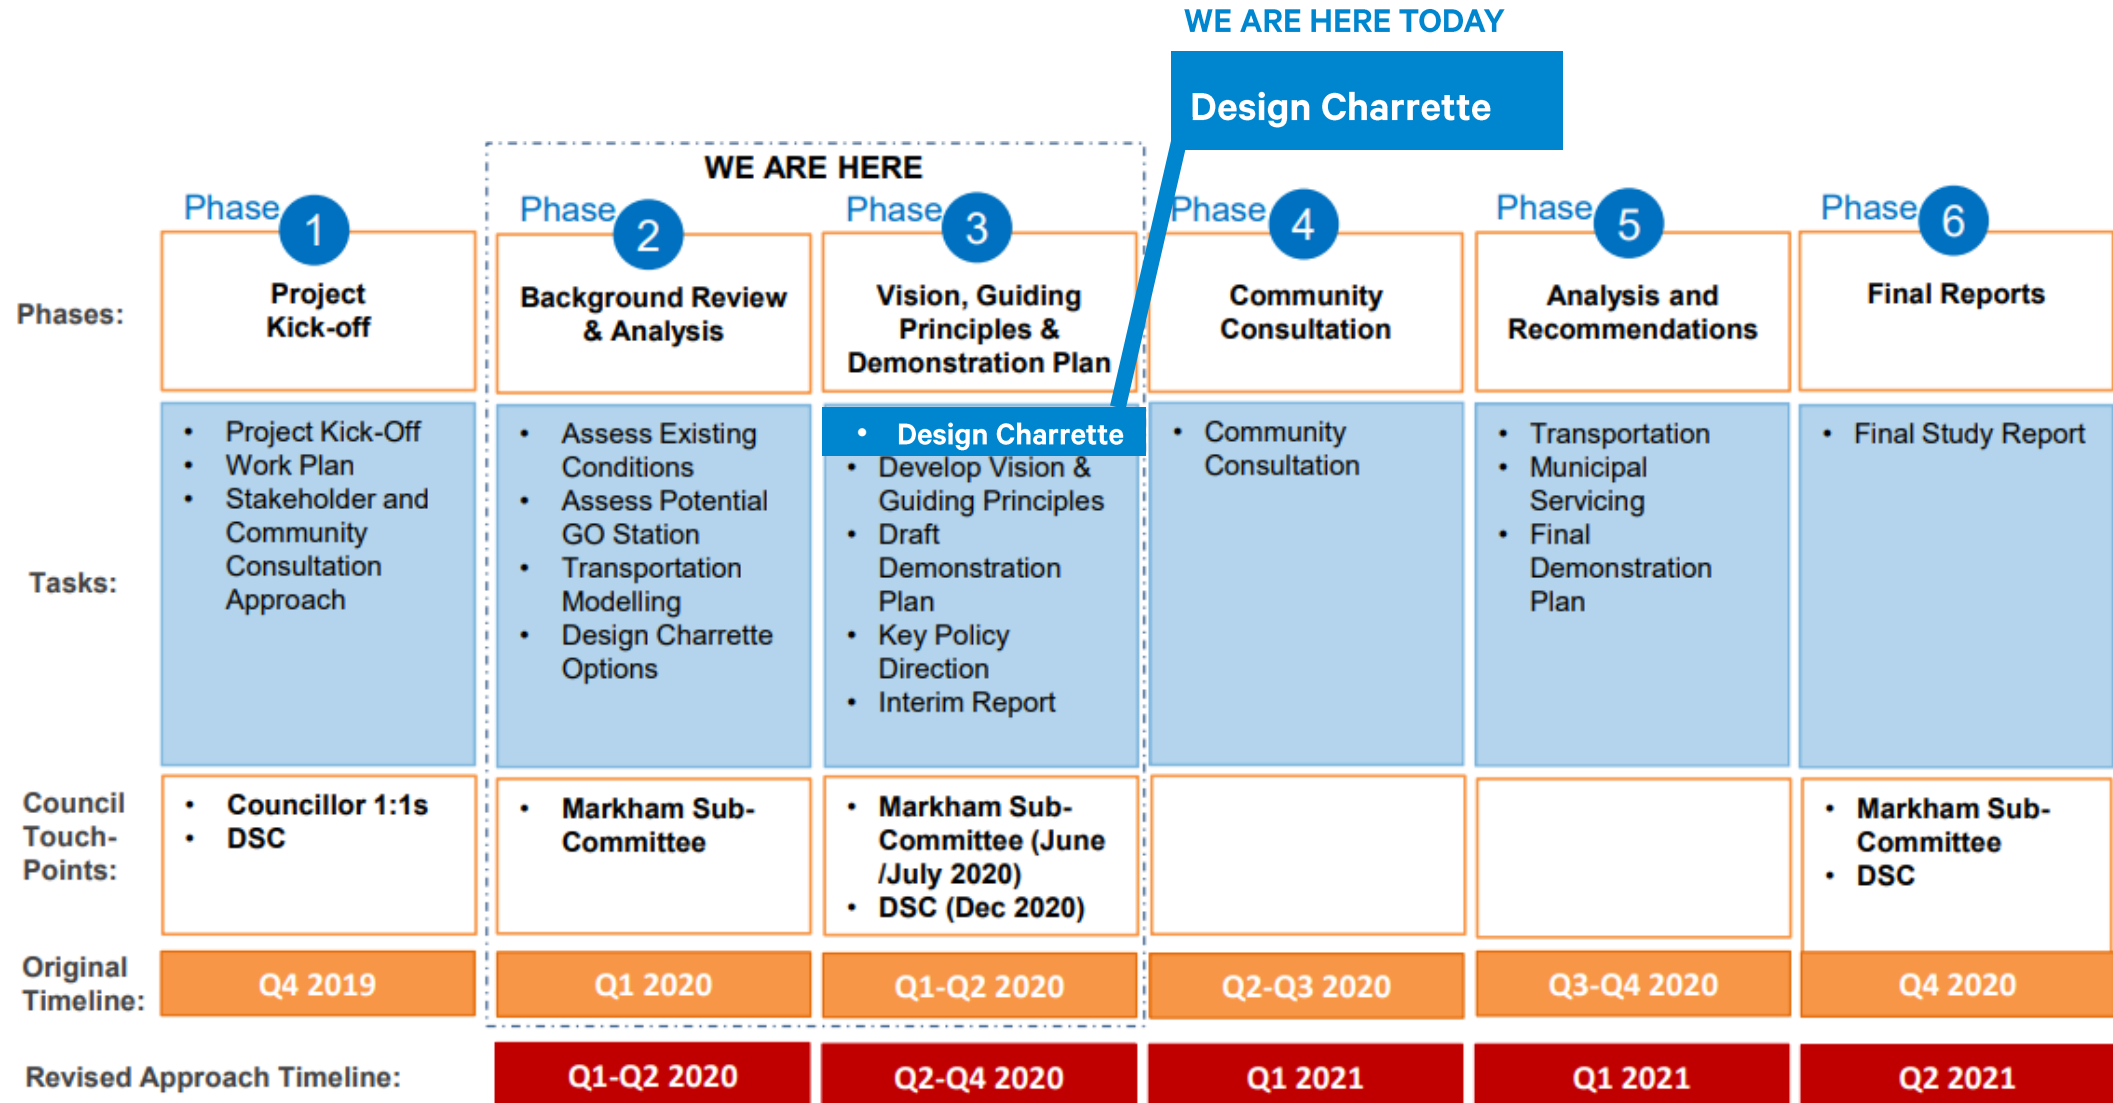 WE ARE HERE TODAY
Design Charrette
WE ARE HERE
Phase 1
Phase 2
Phase 3
Phase 4
Phase 5
Phase 6
Phases:
Project
Kick-off
Background Review
& Analysis
Vision, Guiding
Principles &
Demonstration Plan
Community
Consultation
Analysis and
Recommendations
Final Reports
Tasks:
• Project Kick-Off
• Work Plan
• Stakeholder and
Community
Consultation
Approach
• Assess Existing
Conditions
• Assess Potential
GO Station
• Transportation
Modelling
• Design Charrette
Options
• Design Charrette
• Develop Vision &
Guiding Principles
• Draft
Demonstration
Plan
• Key Policy
Direction
• Interim Report
• Community
Consultation
• Transportation
• Municipal
Servicing
• Final
Demonstration
Plan
• Final Study Report
Council
Touch-
Points:
• Councillor 1:1s
• DSC
• Markham Sub-
Committee
• Markham Sub-
Committee (June
/July 2020)
• DSC (Dec 2020)
• Markham Sub-
Committee
• DSC
Original
Timeline:
Q4 2019
Q1 2020
Q1-Q2 2020
Q2-Q3 2020
Q3-Q4 2020
Q4 2020
Revised Approach Timeline:
Q1-Q2 2020
Q2-Q4 2020
Q1 2021
Q1 2021
Q2 2021